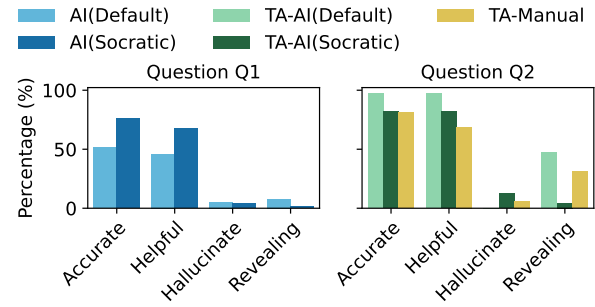 AI(Default) TA-AI(Default) TA-Manual
AI(Socratic) TA-AI(Socratic)
Question Q1 Question Q2
Percentage (%)
100
50
0
Accurate Helpful Hallucinate Revealing Accurate Helpful Hallucinate Revealing